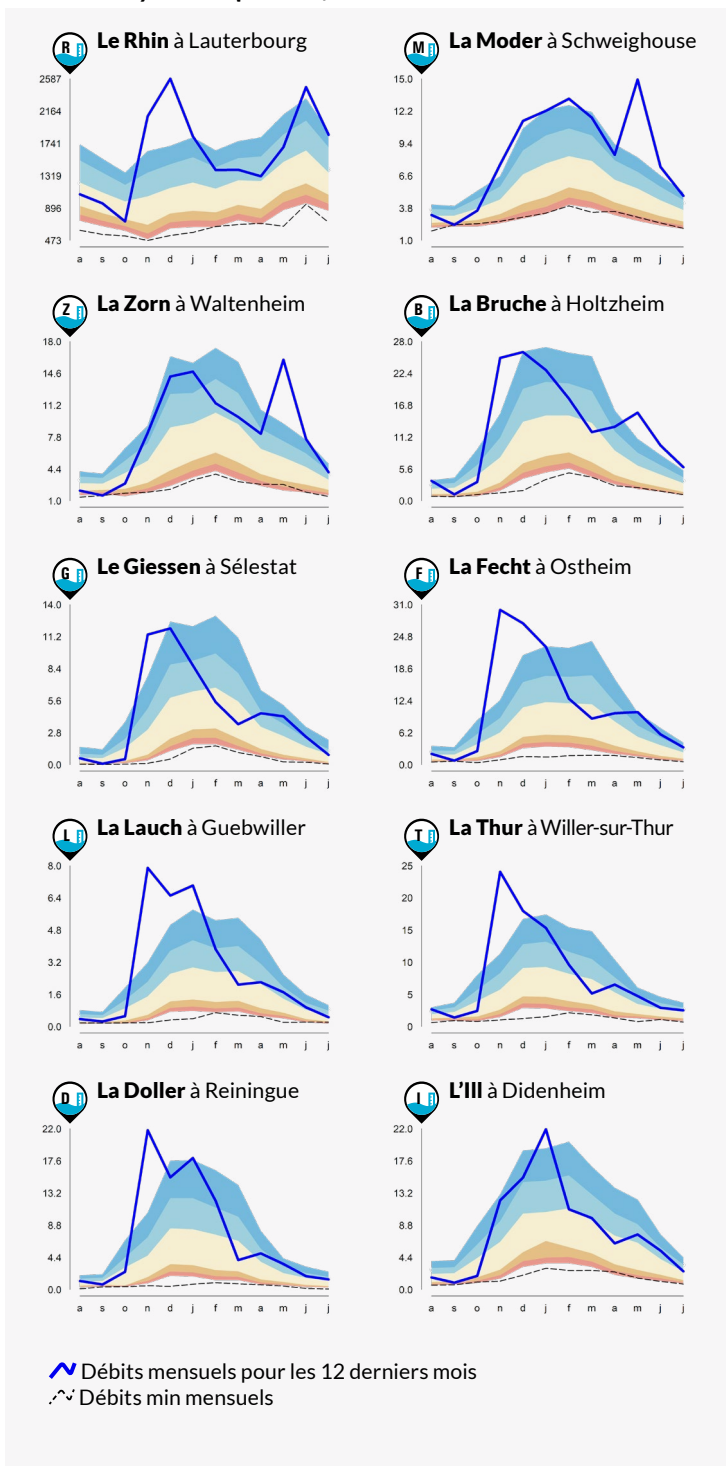 R Le Rhin à Lauterbourg
2587
2164
1741
1319
896
473
a s o n d j f m a m j j
M La Moder à Schweighouse
15.0
12.2
9.4
6.6
3.8
1.0
a s o n d j f m a m j j
Z La Zorn à Waltenheim
18.0
14.6
11.2
7.8
4.4
1.0
a s o n d j f m a m j j
B La Bruche à Holtzheim
28.0
22.4
16.8
11.2
5.6
0.0
a s o n d j f m a m j j
G Le Giessen à Sélestat
14.0
11.2
8.4
5.6
2.8
0.0
a s o n d j f m a m j j
F La Fecht à Ostheim
31.0
24.8
18.6
12.4
6.2
0.0
a s o n d j f m a m j j
L La Lauch à Guebwiller
8.0
6.4
4.8
3.2
1.6
0.0
a s o n d j f m a m j j
T La Thur à Willer-sur-Thur
25
20
15
10
5
0
a s o n d j f m a m j j
D La Doller à Reiningue
22.0
17.6
13.2
8.8
4.4
0.0
a s o n d j f m a m j j
I L'Ill à Didenheim
22.0
17.6
13.2
8.8
4.4
0.0
a s o n d j f m a m j j
Débits mensuels pour les 12 derniers mois
Débits min mensuels